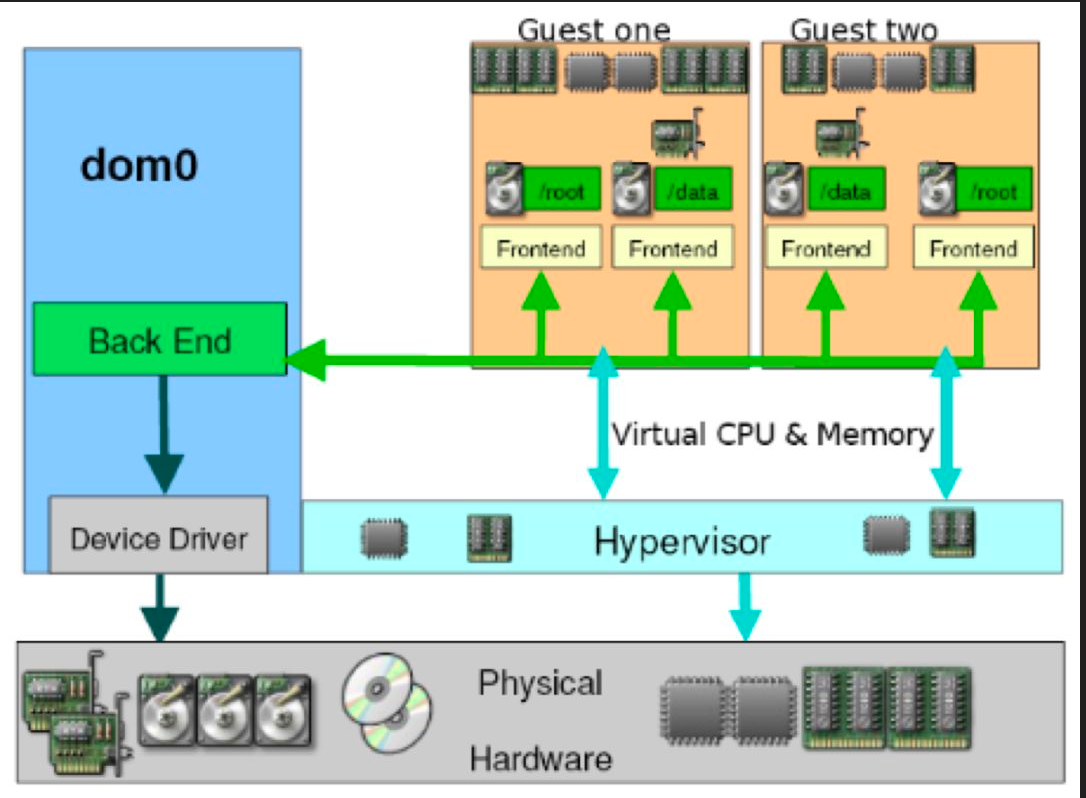 Guest one
Guest two
dom0
/root
/data
/data
/root
Frontend
Frontend
Frontend
Frontend
Back End
Virtual CPU & Memory
Device Driver
Hypervisor
Physical
Hardware